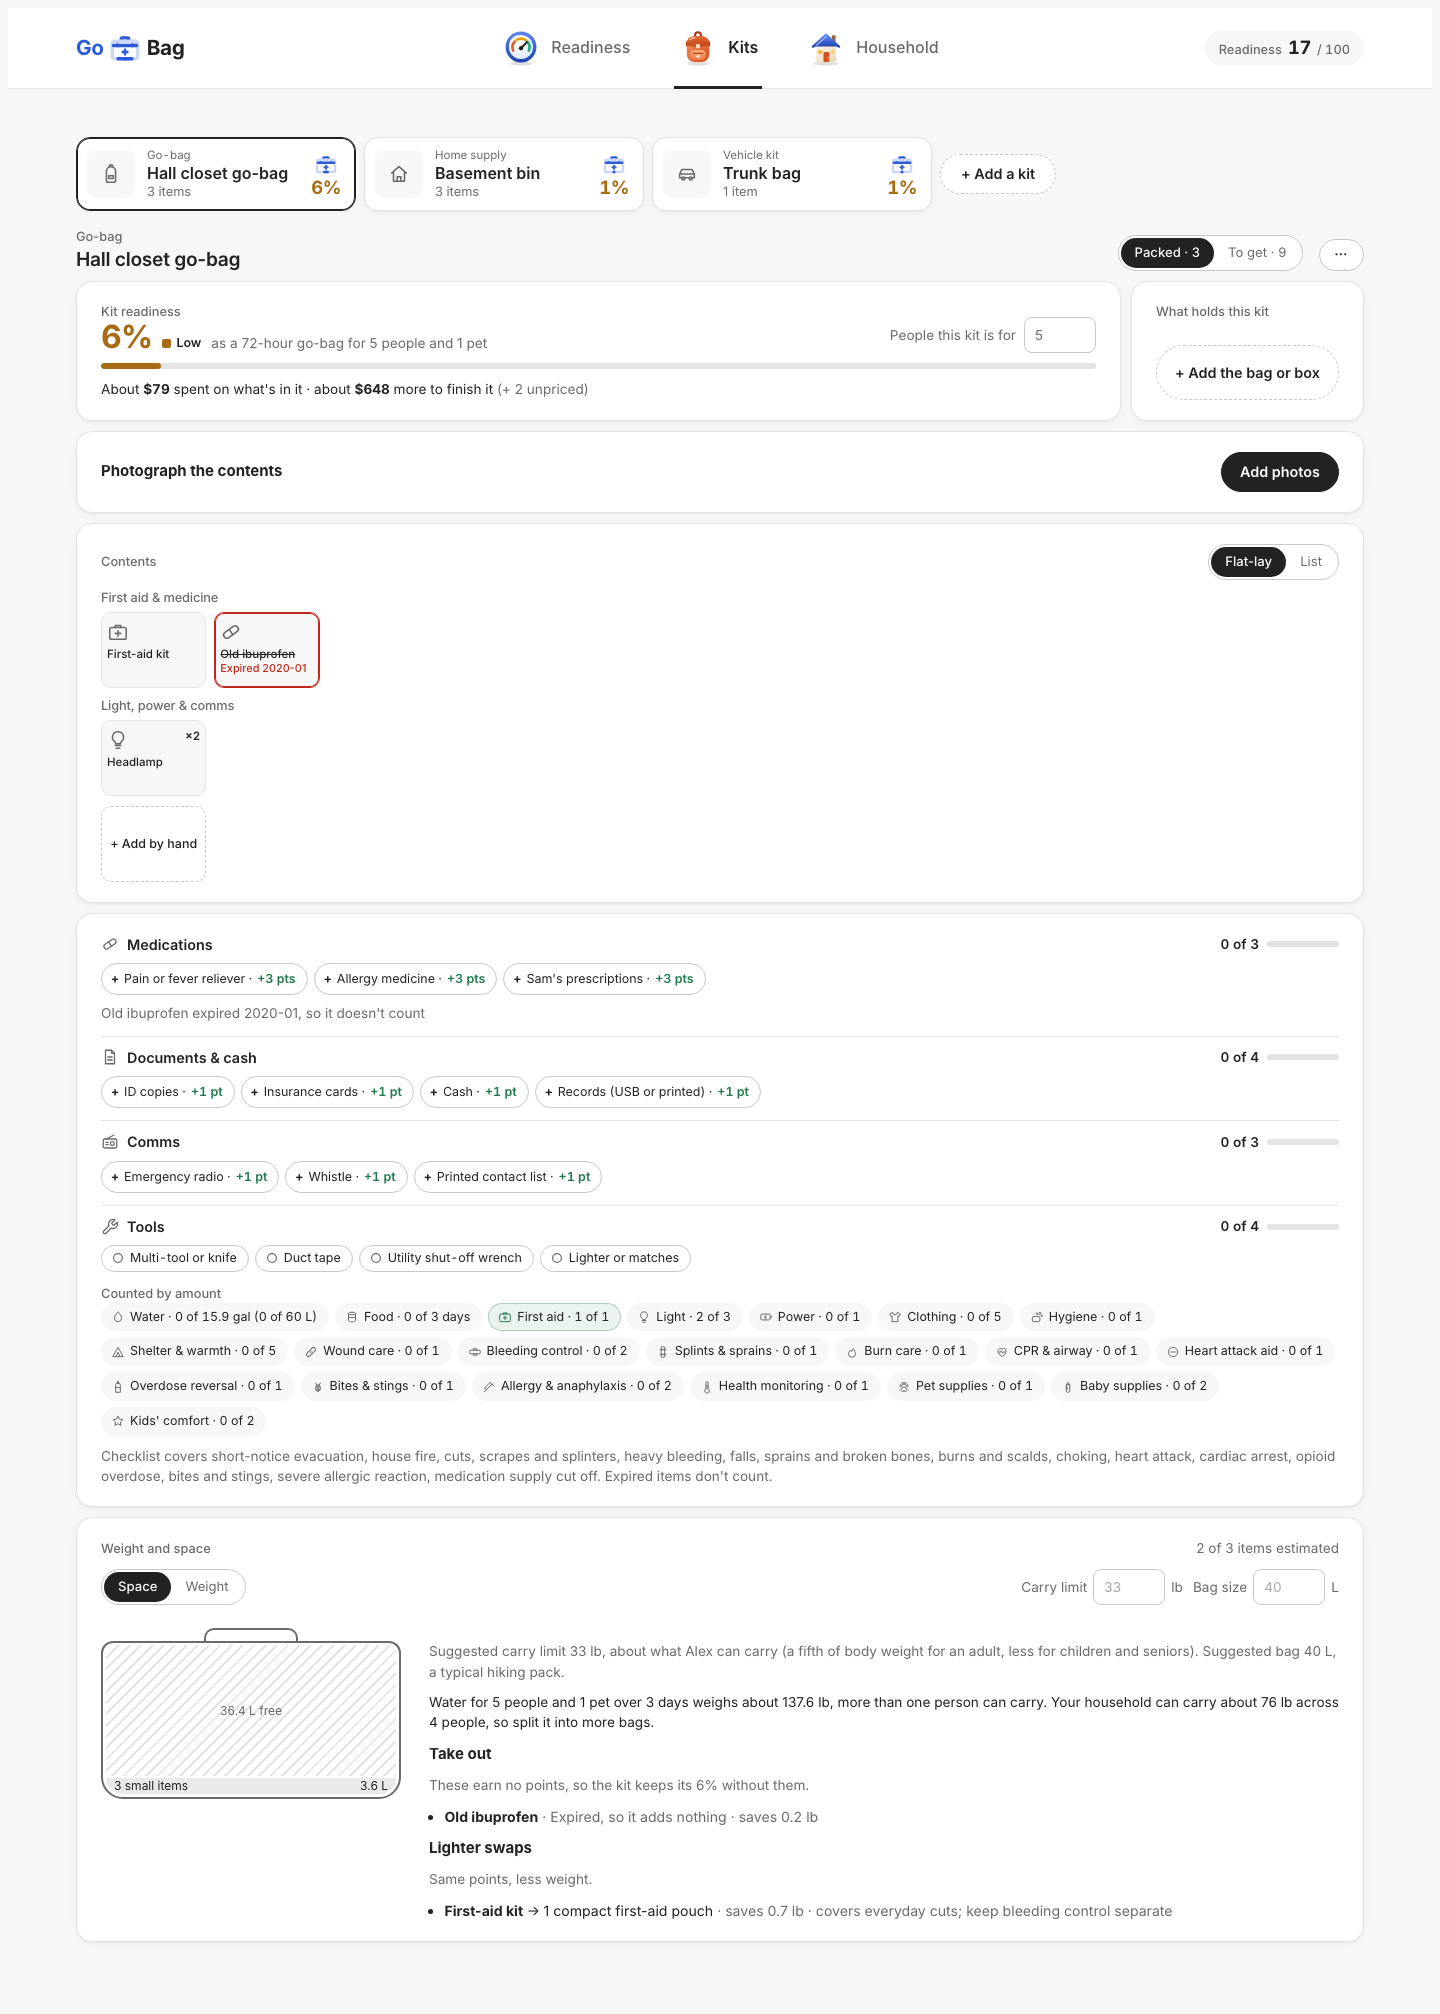 Go Bag
Readiness
Kits
Household
Readiness 17 / 100
Go-bag
Hall closet go-bag
3 items
6%
Home supply
Basement bin
3 items
1%
Vehicle kit
Trunk bag
1 item
1%
+ Add a kit
Go-bag
Hall closet go-bag
Packed · 3
To get · 9
···
Kit readiness
6% Low as a 72-hour go-bag for 5 people and 1 pet
People this kit is for 5
About $79 spent on what's in it · about $648 more to finish it (+ 2 unpriced)
What holds this kit
+ Add the bag or box
Photograph the contents
Add photos
Contents
Flat-lay
List
First aid & medicine
First-aid kit
Old ibuprofen
Expired 2020-01
Light, power & comms
×2
Headlamp
+ Add by hand
Medications
0 of 3
+ Pain or fever reliever · +3 pts
+ Allergy medicine · +3 pts
+ Sam's prescriptions · +3 pts
Old ibuprofen expired 2020-01, so it doesn't count
Documents & cash
0 of 4
+ ID copies · +1 pt
+ Insurance cards · +1 pt
+ Cash · +1 pt
+ Records (USB or printed) · +1 pt
Comms
0 of 3
+ Emergency radio · +1 pt
+ Whistle · +1 pt
+ Printed contact list · +1 pt
Tools
0 of 4
Multi-tool or knife
Duct tape
Utility shut-off wrench
Lighter or matches
Counted by amount
Water · 0 of 15.9 gal (0 of 60 L)
Food · 0 of 3 days
First aid · 1 of 1
Light · 2 of 3
Power · 0 of 1
Clothing · 0 of 5
Hygiene · 0 of 1
Shelter & warmth · 0 of 5
Wound care · 0 of 1
Bleeding control · 0 of 2
Splints & sprains · 0 of 1
Burn care · 0 of 1
CPR & airway · 0 of 1
Heart attack aid · 0 of 1
Overdose reversal · 0 of 1
Bites & stings · 0 of 1
Allergy & anaphylaxis · 0 of 2
Health monitoring · 0 of 1
Pet supplies · 0 of 1
Baby supplies · 0 of 2
Kids' comfort · 0 of 2
Checklist covers short-notice evacuation, house fire, cuts, scrapes and splinters, heavy bleeding, falls, sprains and broken bones, burns and scalds, choking, heart attack, cardiac arrest, opioid
overdose, bites and stings, severe allergic reaction, medication supply cut off. Expired items don't count.
Weight and space
2 of 3 items estimated
Space
Weight
Carry limit 33 lb Bag size 40 L
36.4 L free
3 small items 3.6 L
Suggested carry limit 33 lb, about what Alex can carry (a fifth of body weight for an adult, less for children and seniors). Suggested bag 40 L,
a typical hiking pack.
Water for 5 people and 1 pet over 3 days weighs about 137.6 lb, more than one person can carry. Your household can carry about 76 lb across
4 people, so split it into more bags.
Take out
These earn no points, so the kit keeps its 6% without them.
• Old ibuprofen · Expired, so it adds nothing · saves 0.2 lb
Lighter swaps
Same points, less weight.
• First-aid kit → 1 compact first-aid pouch · saves 0.7 lb · covers everyday cuts; keep bleeding control separate